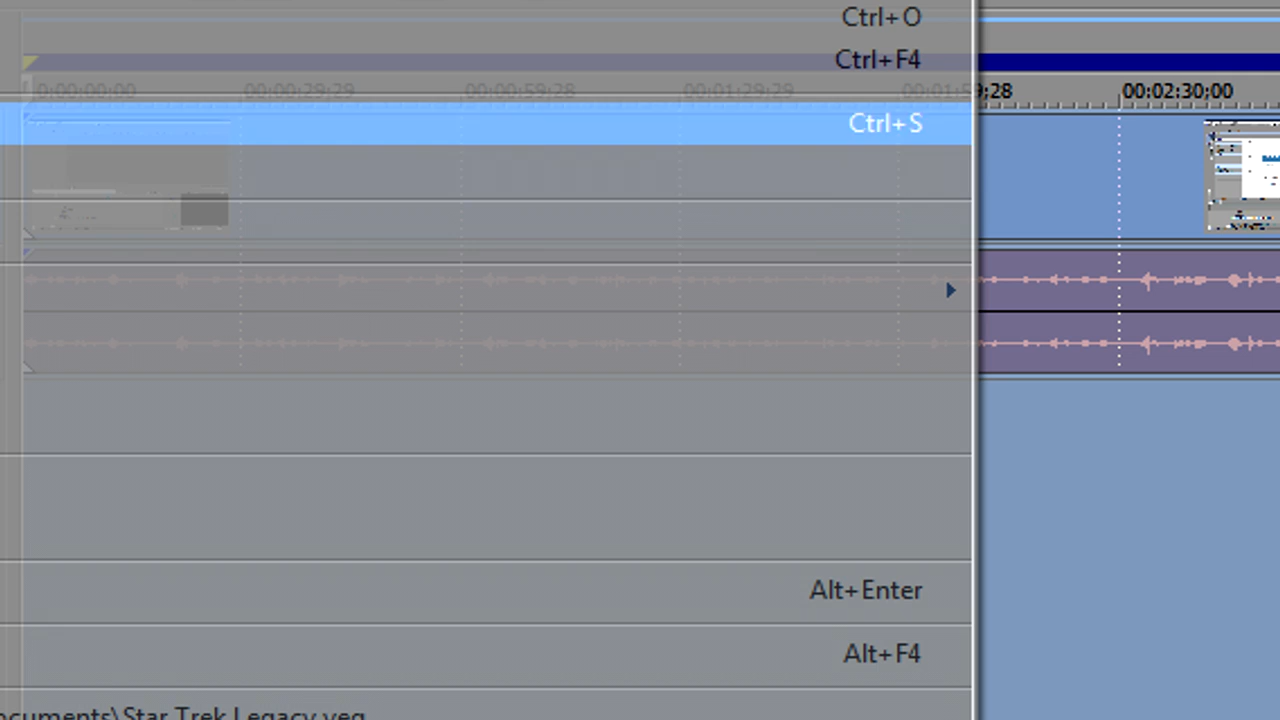 Ctrl+O
Ctrl+F4
0:00:00;00 00:00:29;29 00:00:59;28 00:01:29;29 00:01:59;28 00:02:30;00
Ctrl+S
Alt+Enter
Alt+F4
ocuments\Star Trek Legacy.veg